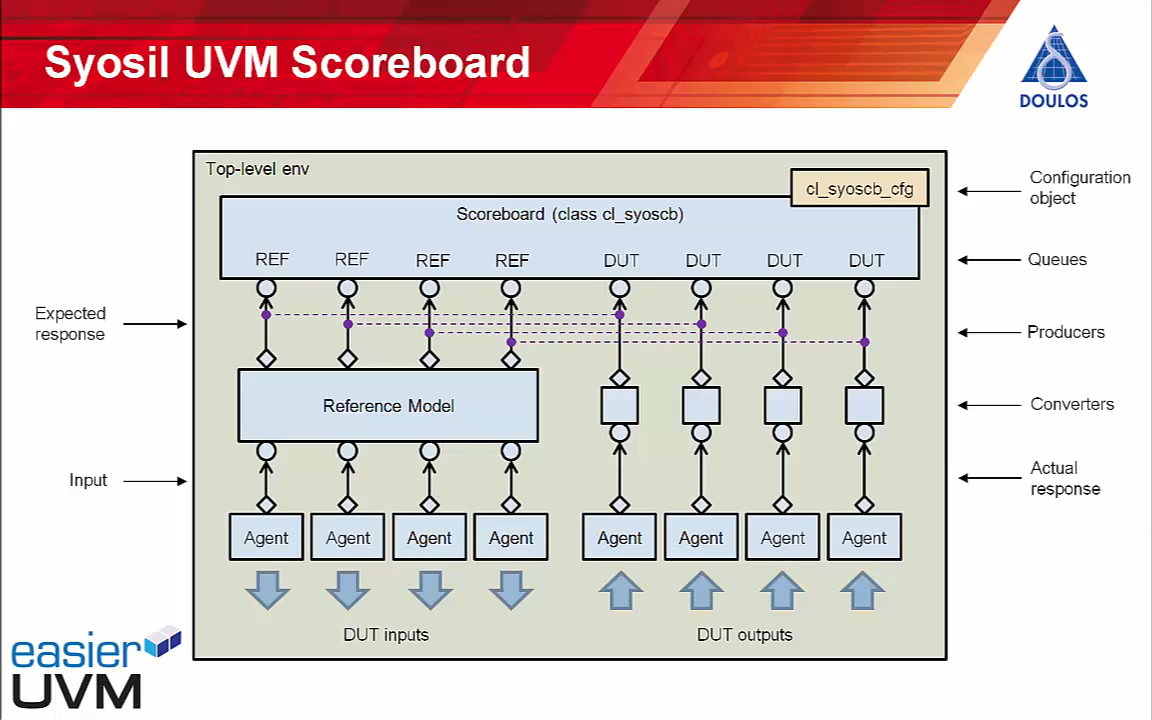 Syosil UVM Scoreboard
DOULOS
Top-level env
cl_syoscb_cfg
Configuration
object
Scoreboard (class cl_syoscb)
REF REF REF REF DUT DUT DUT DUT
Queues
Expected
response
Producers
Reference Model
Converters
Input
Actual
response
Agent Agent Agent Agent Agent Agent Agent Agent
DUT inputs
DUT outputs
easier
UVM